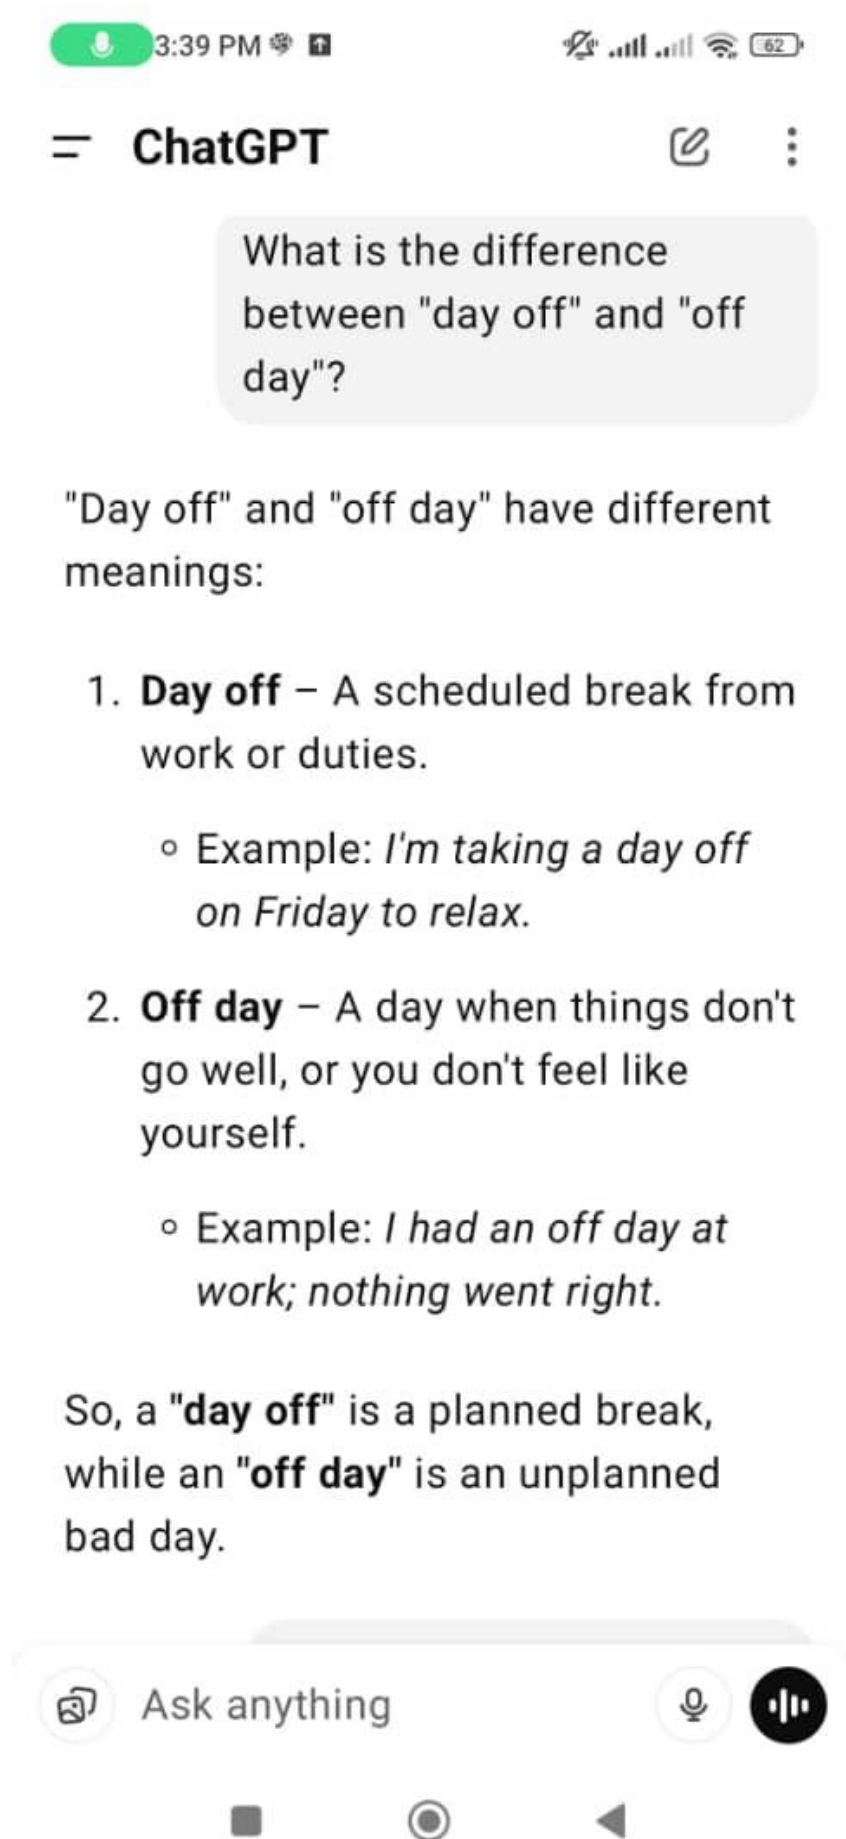 3:39 PM
62
ChatGPT
What is the difference
between "day off" and "off
day"?
"Day off" and "off day" have different
meanings:
1. Day off – A scheduled break from
work or duties.
Example: I'm taking a day off
on Friday to relax.
2. Off day – A day when things don't
go well, or you don't feel like
yourself.
Example: I had an off day at
work; nothing went right.
So, a "day off" is a planned break,
while an "off day" is an unplanned
bad day.
Ask anything